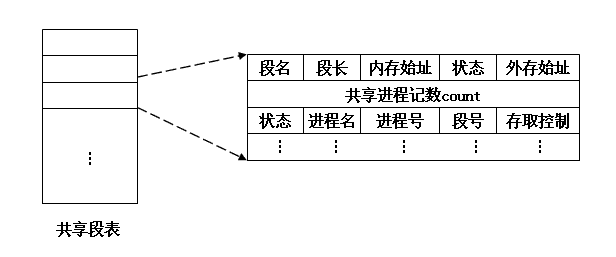 段名 段长 内存始址 状态 外存始址
共享进程记数count
状态 进程名 进程号 段号 存取控制
⋮ ⋮ ⋮ ⋮ ⋮
⋮
共享段表